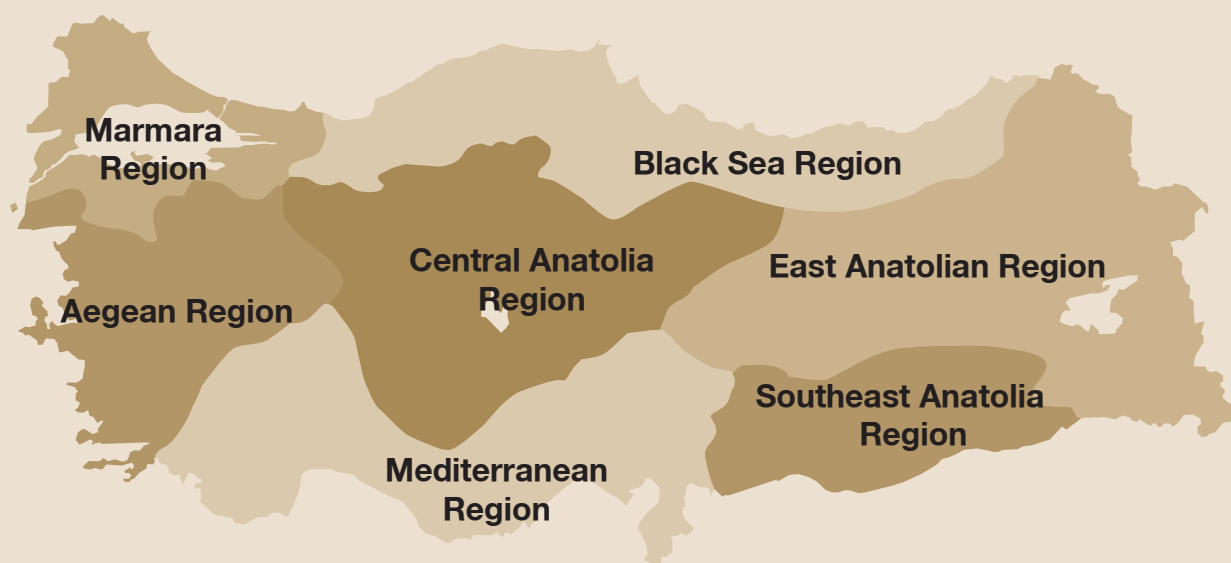 Marmara
Region
Black Sea Region
Central Anatolia
Region
East Anatolian Region
Aegean Region
Southeast Anatolia
Region
Mediterranean
Region